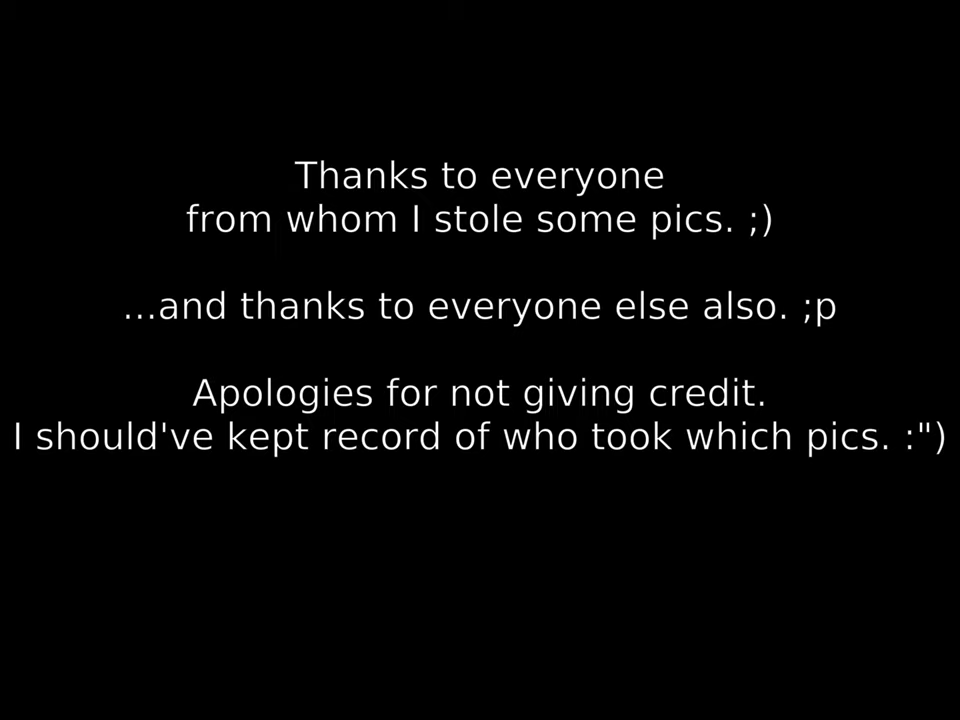 Thanks to everyone
from whom I stole some pics. ;)
...and thanks to everyone else also. ;p
Apologies for not giving credit.
I should've kept record of who took which pics. :")